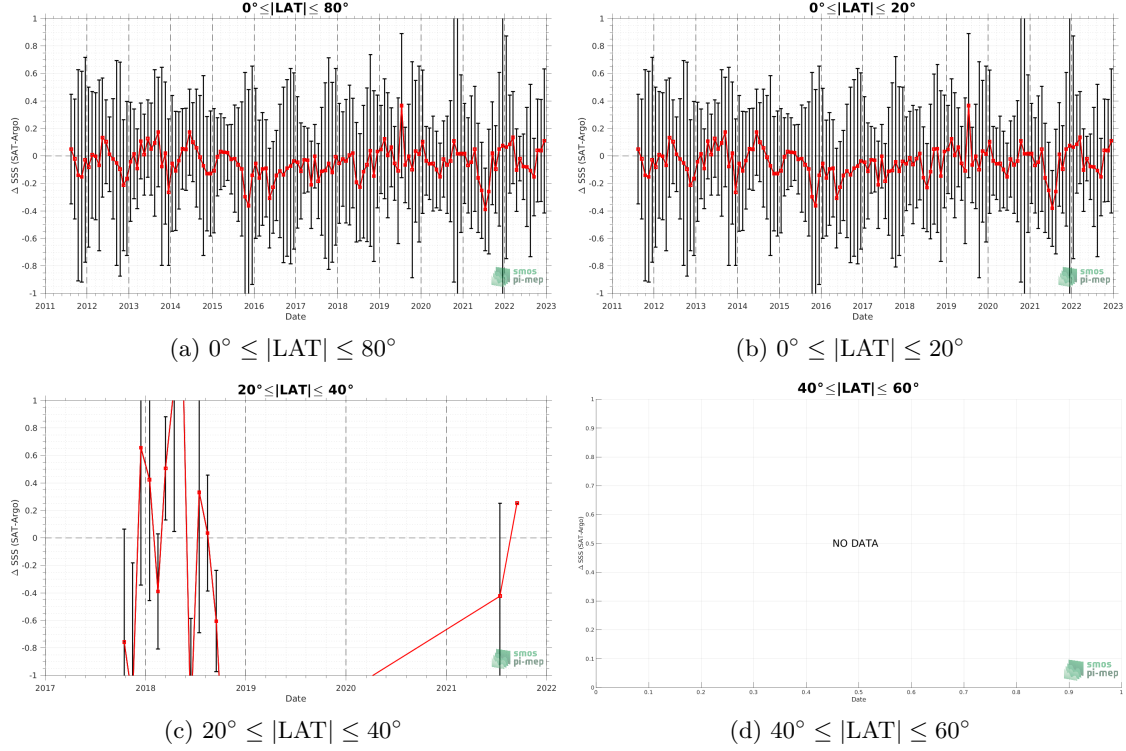 0°≤|LAT|≤ 80°
Δ SSS (SAT-Argo)
1
0.8
0.6
0.4
0.2
0
-0.2
-0.4
-0.6
-0.8
-1
2011 2012 2013 2014 2015 2016 2017 2018 2019 2020 2021 2022 2023
Date
smos
pi-mep
(a) 0° ≤ |LAT| ≤ 80°
0°≤|LAT|≤ 20°
Δ SSS (SAT-Argo)
1
0.8
0.6
0.4
0.2
0
-0.2
-0.4
-0.6
-0.8
-1
2011 2012 2013 2014 2015 2016 2017 2018 2019 2020 2021 2022 2023
Date
smos
pi-mep
(b) 0° ≤ |LAT| ≤ 20°
20°≤|LAT|≤ 40°
Δ SSS (SAT-Argo)
1
0.8
0.6
0.4
0.2
0
-0.2
-0.4
-0.6
-0.8
-1
2017 2018 2019 2020 2021 2022
Date
smos
pi-mep
(c) 20° ≤ |LAT| ≤ 40°
40°≤|LAT|≤ 60°
Δ SSS (SAT-Argo)
1
0.9
0.8
0.7
0.6
0.5
0.4
0.3
0.2
0.1
0
NO DATA
0 0.1 0.2 0.3 0.4 0.5 0.6 0.7 0.8 0.9 1
Date
smos
pi-mep
(d) 40° ≤ |LAT| ≤ 60°